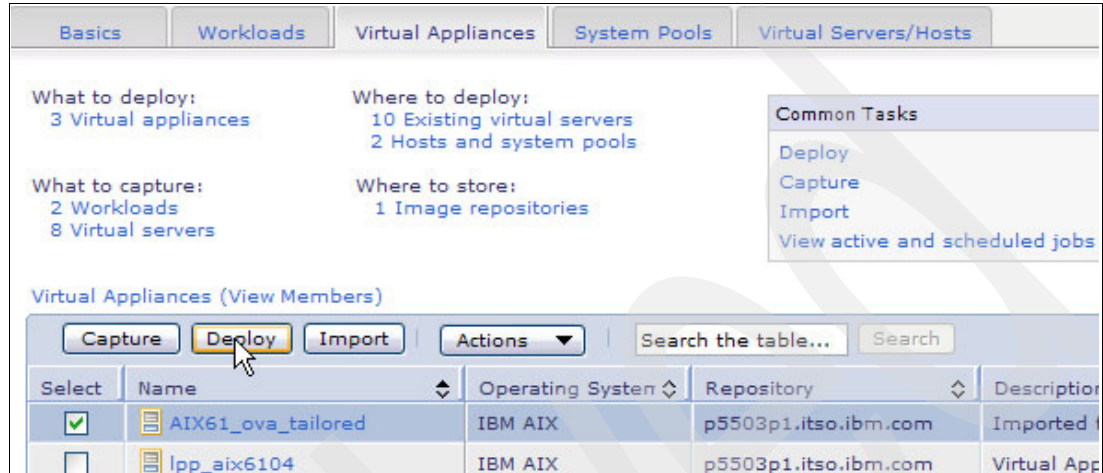 Basics Workloads Virtual Appliances System Pools Virtual Servers/Hosts
What to deploy:
3 Virtual appliances
Where to deploy:
10 Existing virtual servers
2 Hosts and system pools
What to capture:
2 Workloads
8 Virtual servers
Where to store:
1 Image repositories
Common Tasks
Deploy
Capture
Import
View active and scheduled jobs
Virtual Appliances (View Members)
Capture Deploy Import Actions Search the table... Search
Select Name Operating System Repository Description
AIX61_ova_tailored IBM AIX p5503p1.itso.ibm.com Imported
lpp_aix6104 IBM AIX p5503p1.itso.ibm.com Virtual App